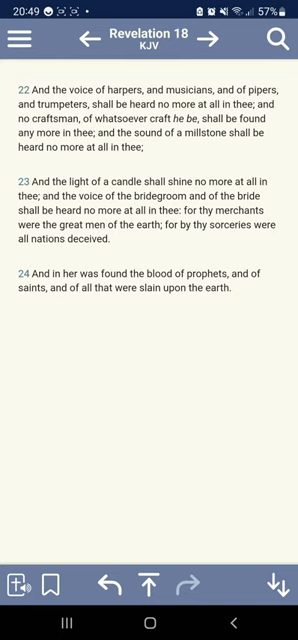 20:49
57%
Revelation 18
KJV
22 And the voice of harpers, and musicians, and of pipers,
and trumpeters, shall be heard no more at all in thee; and
no craftsman, of whatsoever craft he be, shall be found
any more in thee; and the sound of a millstone shall be
heard no more at all in thee;
23 And the light of a candle shall shine no more at all in
thee; and the voice of the bridegroom and of the bride
shall be heard no more at all in thee: for thy merchants
were the great men of the earth; for by thy sorceries were
all nations deceived.
24 And in her was found the blood of prophets, and of
saints, and of all that were slain upon the earth.